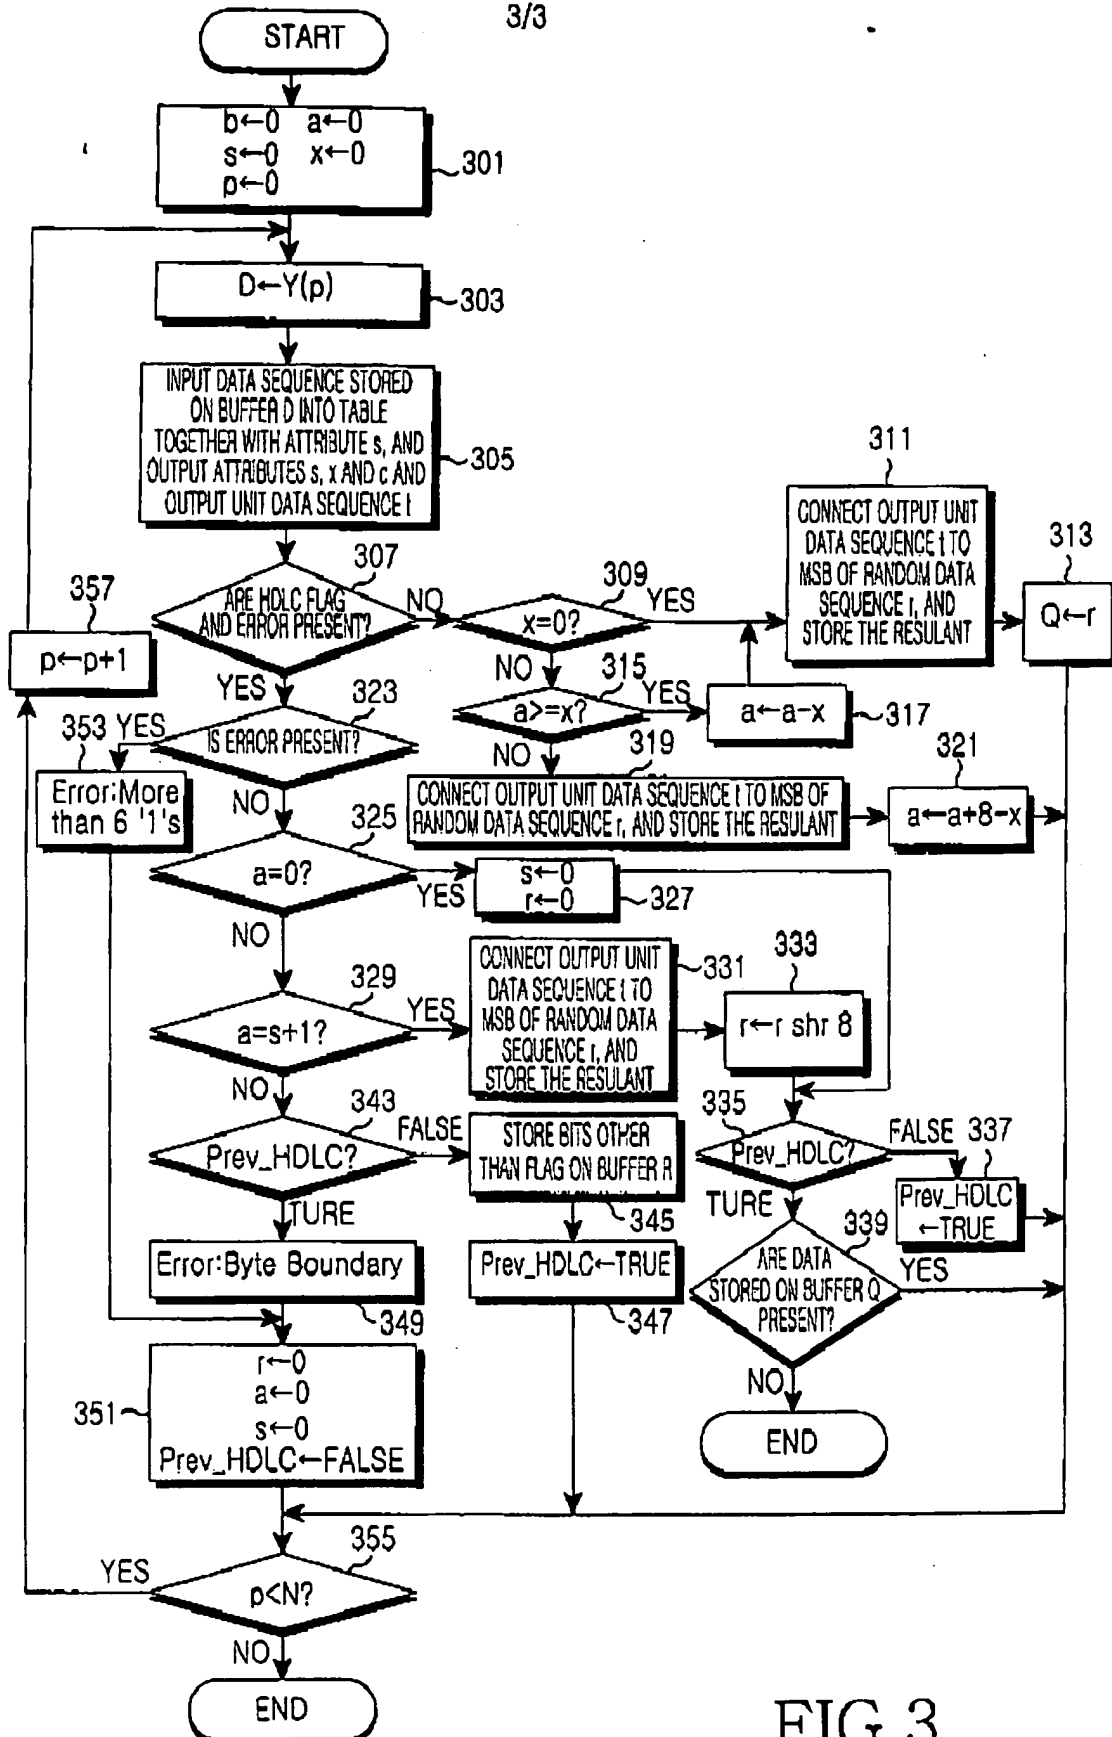 3/3
START
b←0 a←0
s←0 x←0
p←0
301
D←Y(p)
303
INPUT DATA SEQUENCE STORED
ON BUFFER D INTO TABLE
TOGETHER WITH ATTRIBUTE s, AND
OUTPUT ATTRIBUTES s, x AND c AND
OUTPUT UNIT DATA SEQUENCE t
305
307
ARE HDLC FLAG
AND ERROR PRESENT?
NO
YES
309
x=0?
YES
NO
311
CONNECT OUTPUT UNIT
DATA SEQUENCE t TO
MSB OF RANDOM DATA
SEQUENCE r, AND
STORE THE RESULANT
313
Q←r
315
a>=x?
YES
NO
a←a-x
317
319
CONNECT OUTPUT UNIT DATA SEQUENCE t TO MSB OF
RANDOM DATA SEQUENCE r, AND STORE THE RESULANT
321
a←a+8-x
357
p←p+1
323
IS ERROR PRESENT?
YES
NO
353
Error:More
than 6 '1's
325
a=0?
YES
NO
s←0
r←0
327
329
a=s+1?
YES
NO
CONNECT OUTPUT UNIT
DATA SEQUENCE t TO
MSB OF RANDOM DATA
SEQUENCE r, AND
STORE THE RESULANT
331
333
r←r shr 8
335
Prev_HDLC?
FALSE
TURE
337
Prev_HDLC
←TRUE
339
ARE DATA
STORED ON BUFFER Q
PRESENT?
YES
NO
END
343
Prev_HDLC?
FALSE
TURE
STORE BITS OTHER
THAN FLAG ON BUFFER R
345
Prev_HDLC←TRUE
347
Error:Byte Boundary
349
r←0
a←0
s←0
Prev_HDLC←FALSE
351
355
p<N?
YES
NO
END
FIG.3